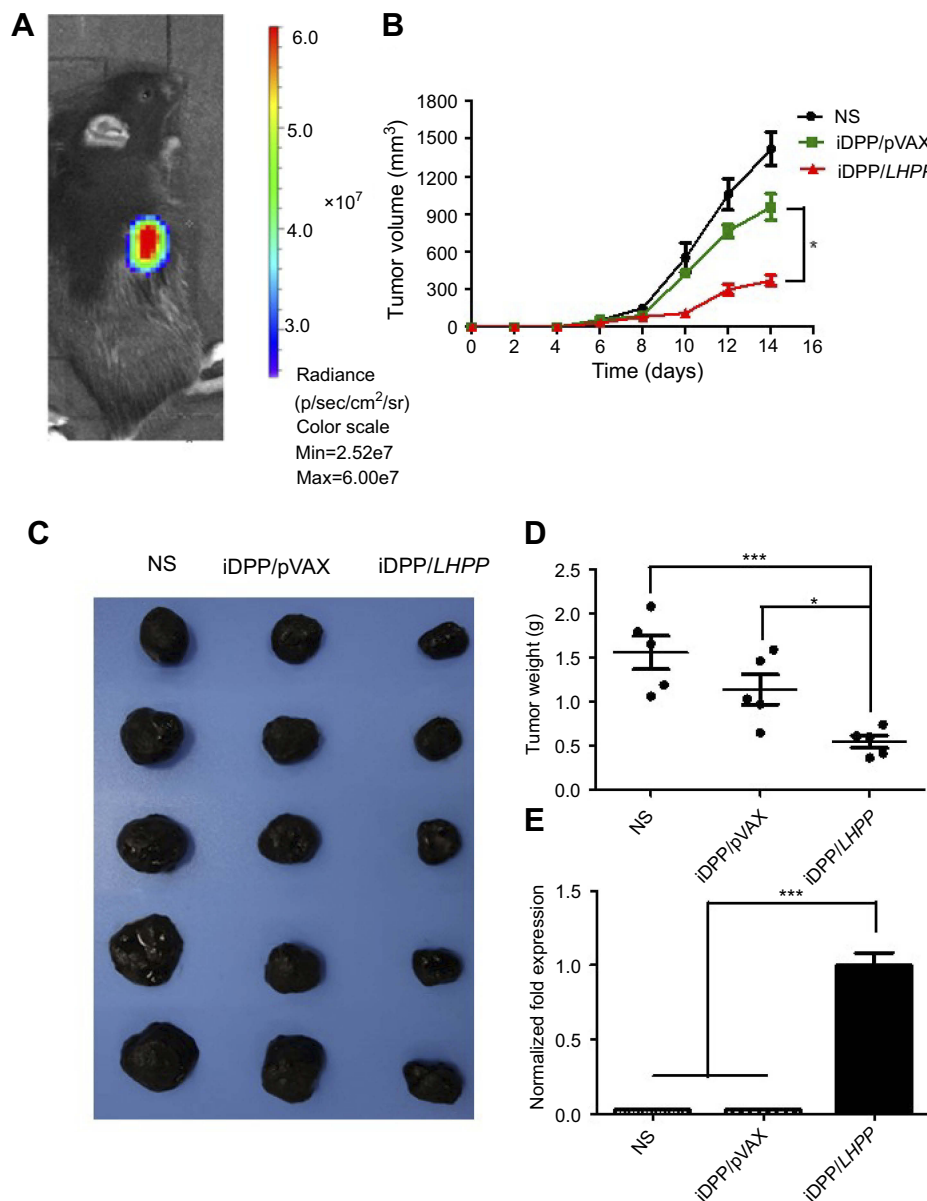 A
6.0
5.0
×10⁷
4.0
3.0
Radiance
(p/sec/cm²/sr)
Color scale
Min=2.52e7
Max=6.00e7
B
Tumor volume (mm³)
1800
1500
1200
900
600
300
0
0 2 4 6 8 10 12 14 16
Time (days)
NS
iDPP/pVAX
iDPP/LHPP
*
C
NS iDPP/pVAX iDPP/LHPP
D
Tumor weight (g)
2.5
2.0
1.5
1.0
0.5
0.0
***
*
NS iDPP/pVAX iDPP/LHPP
E
Normalized fold expression
1.5
1.0
0.5
0.0
***
NS iDPP/pVAX iDPP/LHPP